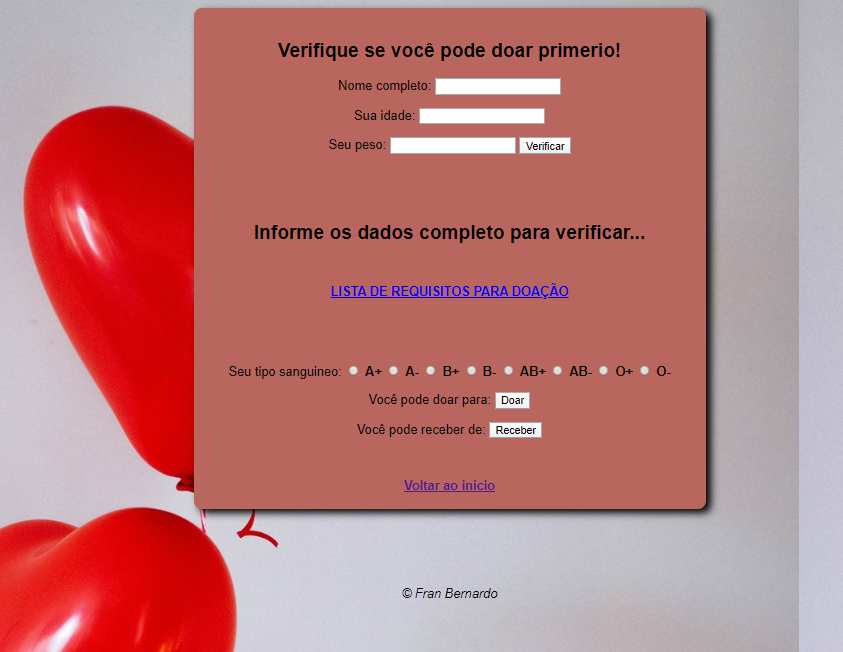 Verifique se você pode doar primerio!
Nome completo:
Sua idade:
Seu peso: Verificar
Informe os dados completo para verificar...
LISTA DE REQUISITOS PARA DOAÇÃO
Seu tipo sanguineo: A+ A- B+ B- AB+ AB- O+ O-
Você pode doar para: Doar
Você pode receber de: Receber
Voltar ao inicio
© Fran Bernardo